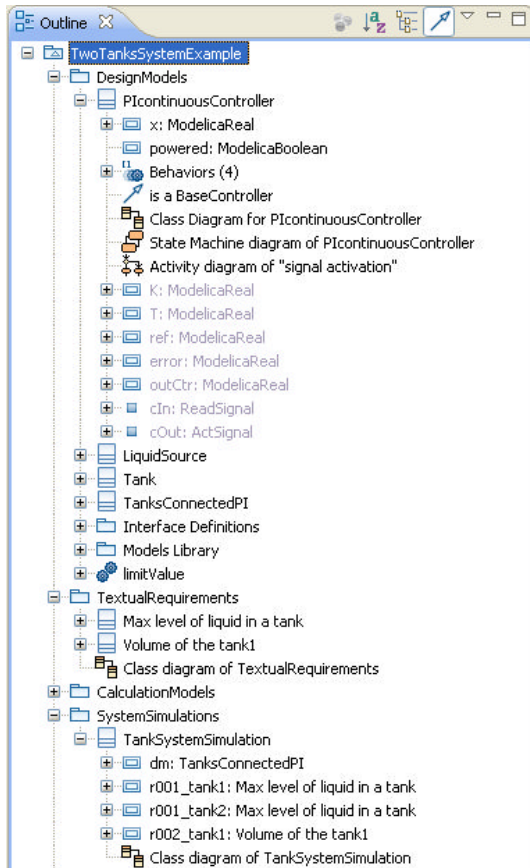 Outline
TwoTanksSystemExample
DesignModels
PIcontinuousController
x: ModelicaReal
powered: ModelicaBoolean
Behaviors (4)
is a BaseController
Class Diagram for PIcontinuousController
State Machine diagram of PIcontinuousController
Activity diagram of "signal activation"
K: ModelicaReal
T: ModelicaReal
ref: ModelicaReal
error: ModelicaReal
outCtr: ModelicaReal
cIn: ReadSignal
cOut: ActSignal
LiquidSource
Tank
TanksConnectedPI
Interface Definitions
Models Library
limitValue
TextualRequirements
Max level of liquid in a tank
Volume of the tank1
Class diagram of TextualRequirements
CalculationModels
SystemSimulations
TankSystemSimulation
dm: TanksConnectedPI
r001_tank1: Max level of liquid in a tank
r001_tank2: Max level of liquid in a tank
r002_tank1: Volume of the tank1
Class diagram of TankSystemSimulation